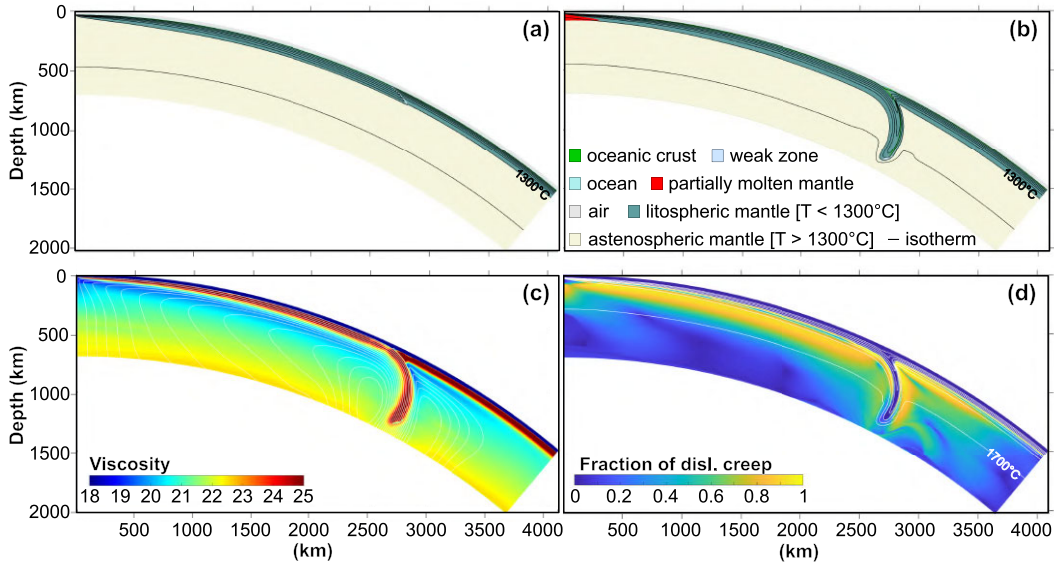 0
500
1000
1500
2000
Depth (km)
(a)
1300°C
(b)
oceanic crust weak zone
ocean partially molten mantle
air litospheric mantle [T < 1300°C]
astenospheric mantle [T > 1300°C] – isotherm
1300°C
0
500
1000
1500
2000
Depth (km)
(c)
Viscosity
18 19 20 21 22 23 24 25
500 1000 1500 2000 2500 3000 3500 4000
(km)
(d)
1700°C
Fraction of disl. creep
0 0.2 0.4 0.6 0.8 1
500 1000 1500 2000 2500 3000 3500 4000
(km)